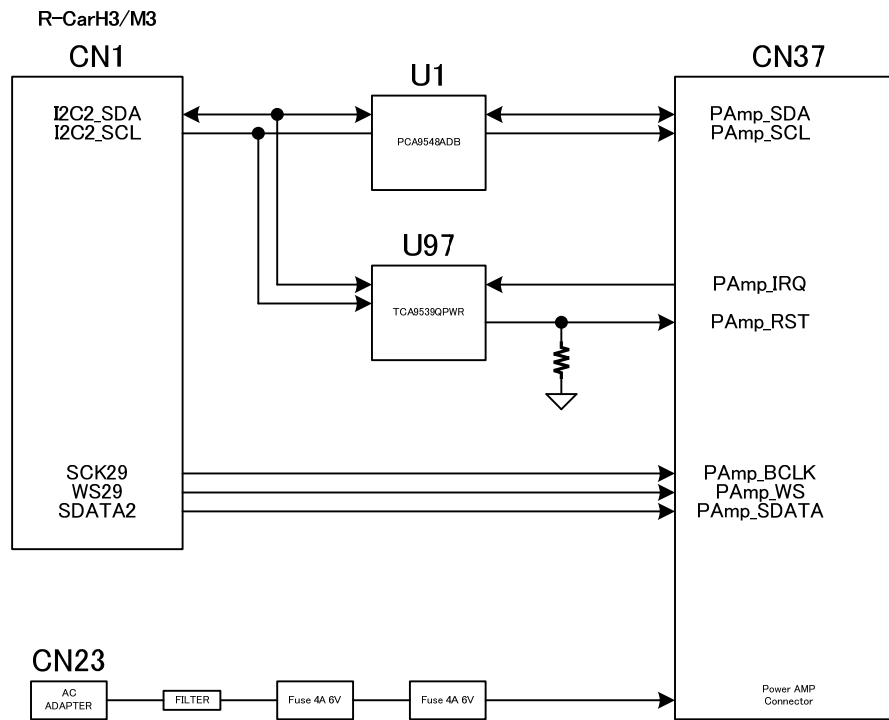 R-CarH3/M3
CN1
U1
CN37
I2C2_SDA
PAmp_SDA
I2C2_SCL
PCA9548ADB
PAmp_SCL
U97
PAmp_IRQ
TCA9539QPWR
PAmp_RST
SCK29
PAmp_BCLK
WS29
PAmp_WS
SDATA2
PAmp_SDATA
CN23
AC
ADAPTER
FILTER
Fuse 4A 6V
Fuse 4A 6V
Power AMP
Connector